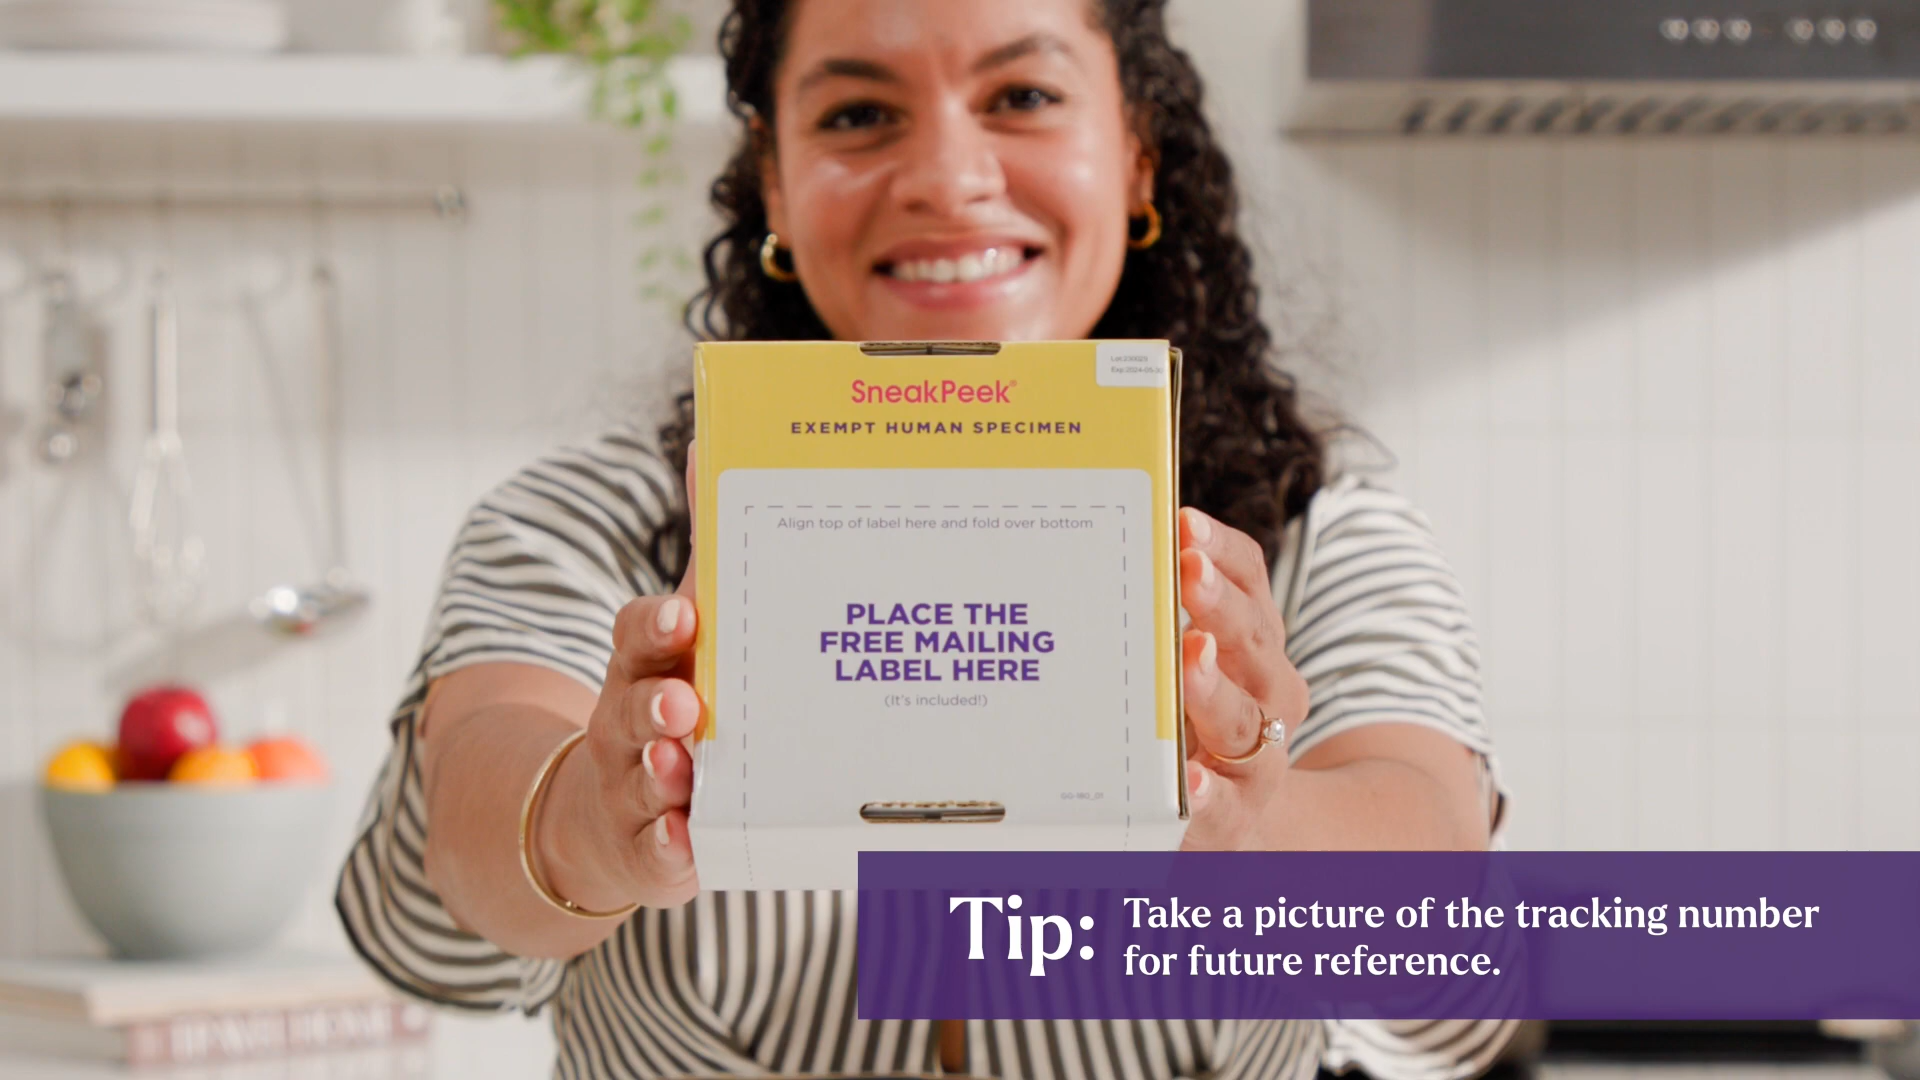 SneakPeek®
EXEMPT HUMAN SPECIMEN
Align top of label here and fold over bottom
PLACE THE
FREE MAILING
LABEL HERE
(It's included!)
Tip: Take a picture of the tracking number
for future reference.